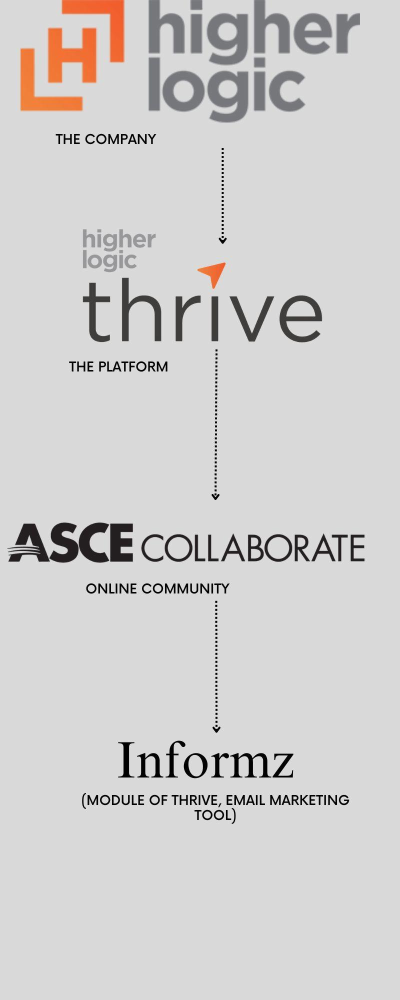 H
higher
logic
THE COMPANY
higher
logic
thrive
THE PLATFORM
ASCE COLLABORATE
ONLINE COMMUNITY
Informz
(MODULE OF THRIVE, EMAIL MARKETING
TOOL)